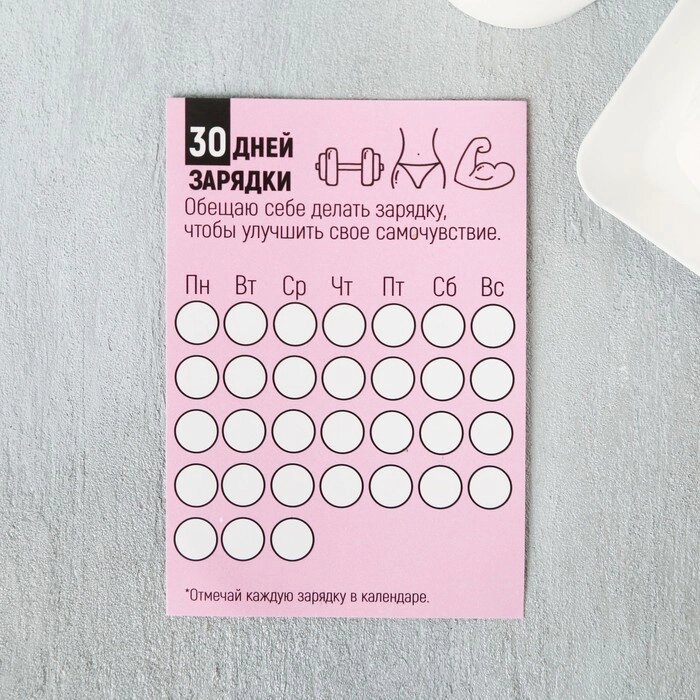 30 ДНЕЙ
ЗАРЯДКИ
Обещаю себе делать зарядку,
чтобы улучшить свое самочувствие.
Пн Вт Ср Чт Пт Сб Вс
*Отмечай каждую зарядку в календаре.